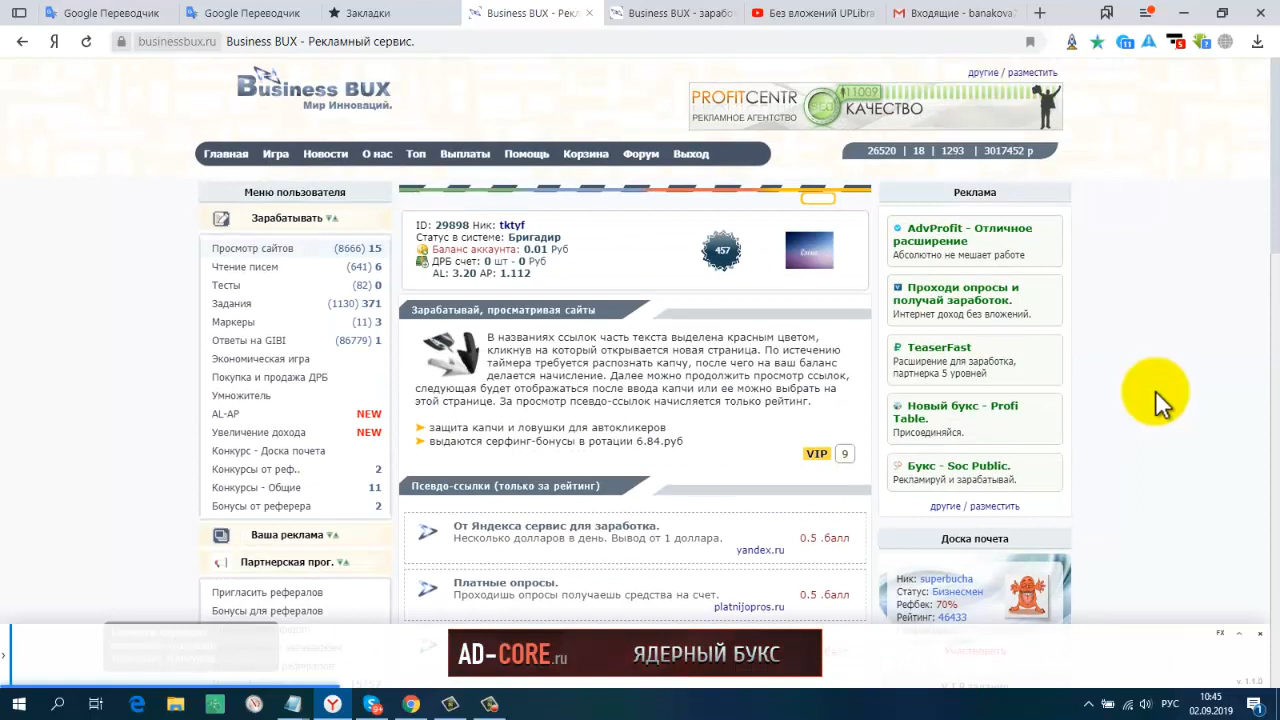 Google Переводчик
Google Переводчик
Закладки
Business BUX - Рекл
Business BUX - зарабо
Без вложений UPLibra
Входящие - banakova
businessbux.ru
Business BUX - Рекламный сервис.
11
5
?
Business BUX
Мир Инноваций.
другие / разместить
PROFITCENTR
РЕКЛАМНОЕ АГЕНТСТВО
11009
КАЧЕСТВО
Главная
Игра
Новости
О нас
Топ
Выплаты
Помощь
Корзина
Форум
Выход
26520 | 18 | 1293 | 3017452 р
Меню пользователя
Зарабатывать
Просмотр сайтов (8666) 15
Чтение писем (641) 6
Тесты (82) 0
Задания (1130) 371
Маркеры (11) 3
Ответы на GIBI (86779) 1
Экономическая игра
Покупка и продажа ДРБ
Умножитель
AL-AP NEW
Увеличение дохода NEW
Конкурс - Доска почета
Конкурсы от реф.. 2
Конкурсы - Общие 11
Бонусы от реферера 2
Ваша реклама
Партнерская прог.
Пригласить рефералов
Бонусы для рефералов
ID: 29898 Ник: tktyf
Статус в системе: Бригадир
Баланс аккаунта: 0.01 Руб
ДРБ счет: 0 шт - 0 Руб
AL: 3.20 AP: 1.112
457
Зарабатывай, просматривая сайты
В названиях ссылок часть текста выделена красным цветом,
кликнув на который открывается новая страница. По истечению
таймера требуется распознать капчу, после чего на ваш баланс
делается начисление. Далее можно продолжить просмотр ссылок,
следующая будет отображаться после ввода капчи или ее можно выбрать на
этой странице. За просмотр псевдо-ссылок начисляется только рейтинг.
защита капчи и ловушки для автокликеров
выдаются серфинг-бонусы в ротации 6.84.руб
VIP 9
Псевдо-ссылки (только за рейтинг)
От Яндекса сервис для заработка.
Несколько долларов в день. Вывод от 1 доллара.
0.5 .балл
yandex.ru
Платные опросы.
Проходишь опросы получаешь средства на счет.
0.5 .балл
platnijopros.ru
Реклама
AdvProfit - Отличное
расширение
Абсолютно не мешает работе
Проходи опросы и
получай заработок.
Интернет доход без вложений.
TeaserFast
Расширение для заработка,
партнерка 5 уровней
Новый букс - Profi
Table.
Присоединяйся.
Букс - Soc Public.
Рекламируй и зарабатывай.
другие / разместить
Доска почета
Ник: superbucha
Статус: Бизнесмен
Рефбек: 70%
Рейтинг: 46433
Участвовать
AD-CORE.ru
ЯДЕРНЫЙ БУКС
FX
v. 1.1.0
РУС
10:45
02.09.2019